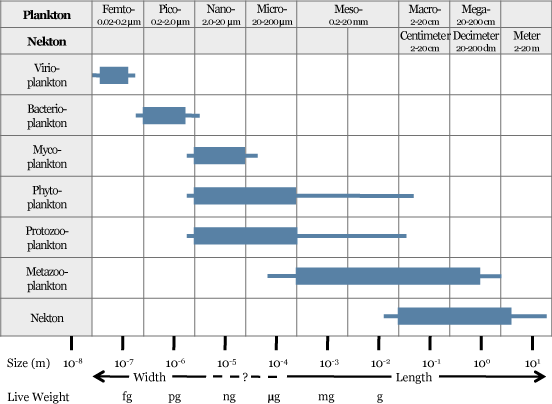 Plankton Femto- Pico- Nano- Micro- Meso- Macro- Mega-
0.02-0.2 µm 0.2-2.0 µm 2.0-20 µm 20-200 µm 0.2-20 mm 2-20 cm 20-200 cm
Nekton Centimeter Decimeter Meter
2-20 cm 20-200 dm 2-20 m
Virio-
plankton
Bacterio-
plankton
Myco-
plankton
Phyto-
plankton
Protozoo-
plankton
Metazoo-
plankton
Nekton
Size (m) 10⁻⁸ 10⁻⁷ 10⁻⁶ 10⁻⁵ 10⁻⁴ 10⁻³ 10⁻² 10⁻¹ 10⁰ 10¹
Width ? Length
Live Weight fg pg ng µg mg g